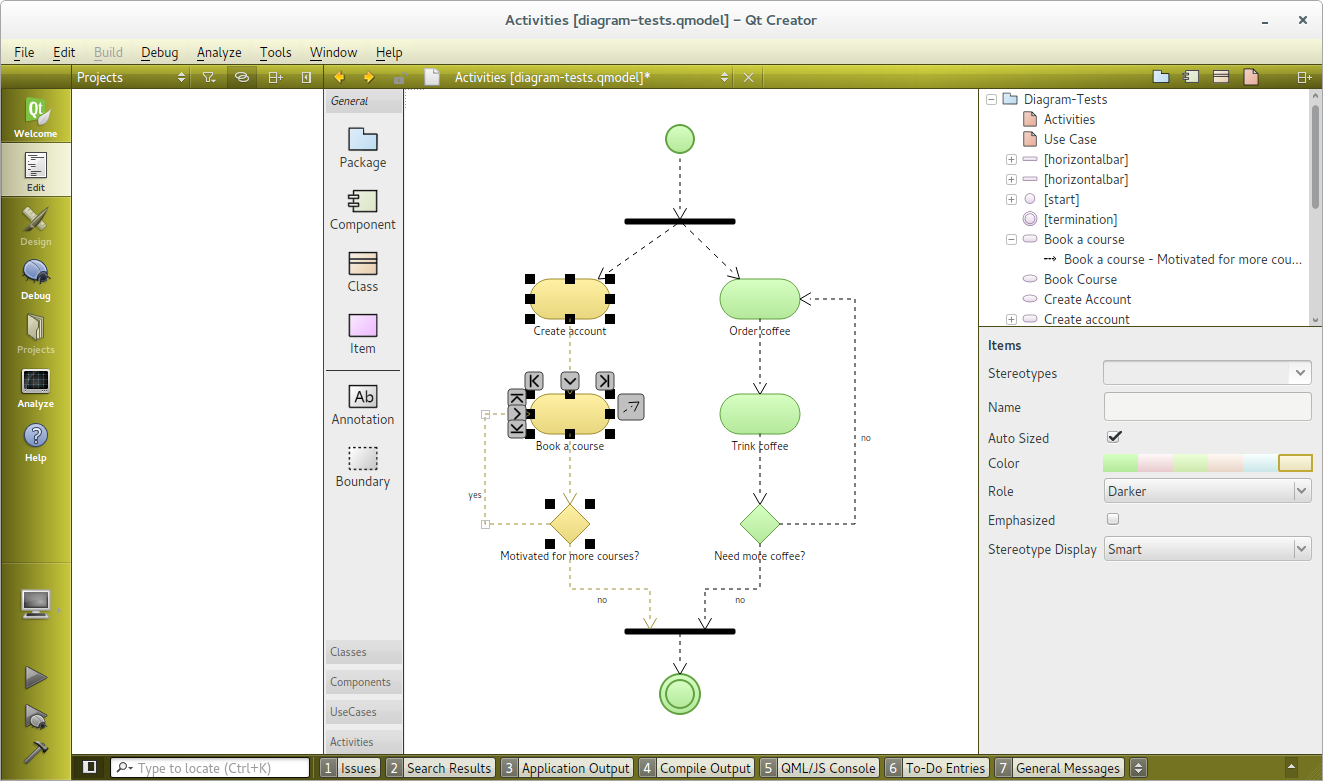 Activities [diagram-tests.qmodel] - Qt Creator
File Edit Build Debug Analyze Tools Window Help
Projects
Activities [diagram-tests.qmodel]*
Qt
Welcome
Edit
Design
Debug
Projects
Analyze
Help
General
Package
Component
Class
Item
Ab
Annotation
Boundary
Classes
Components
UseCases
Activities
Create account
Order coffee
Book a course
Trink coffee
no
yes
Motivated for more courses?
Need more coffee?
no
no
Diagram-Tests
Activities
Use Case
[horizontalbar]
[horizontalbar]
[start]
[termination]
Book a course
Book a course - Motivated for more cou...
Book Course
Create Account
Create account
Items
Stereotypes
Name
Auto Sized
Color
Role Darker
Emphasized
Stereotype Display Smart
Type to locate (Ctrl+K)
1 Issues 2 Search Results 3 Application Output 4 Compile Output 5 QML/JS Console 6 To-Do Entries 7 General Messages